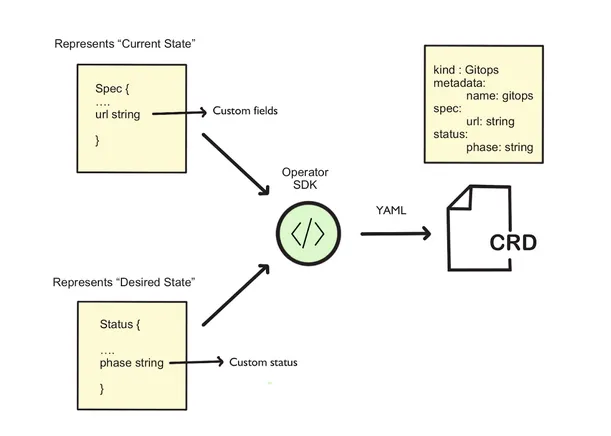 Represents “Current State”
Spec {
....
url string
}
Custom fields
Operator
SDK
YAML
kind : Gitops
metadata:
name: gitops
spec:
url: string
status:
phase: string
CRD
Represents “Desired State”
Status {
....
phase string
}
Custom status